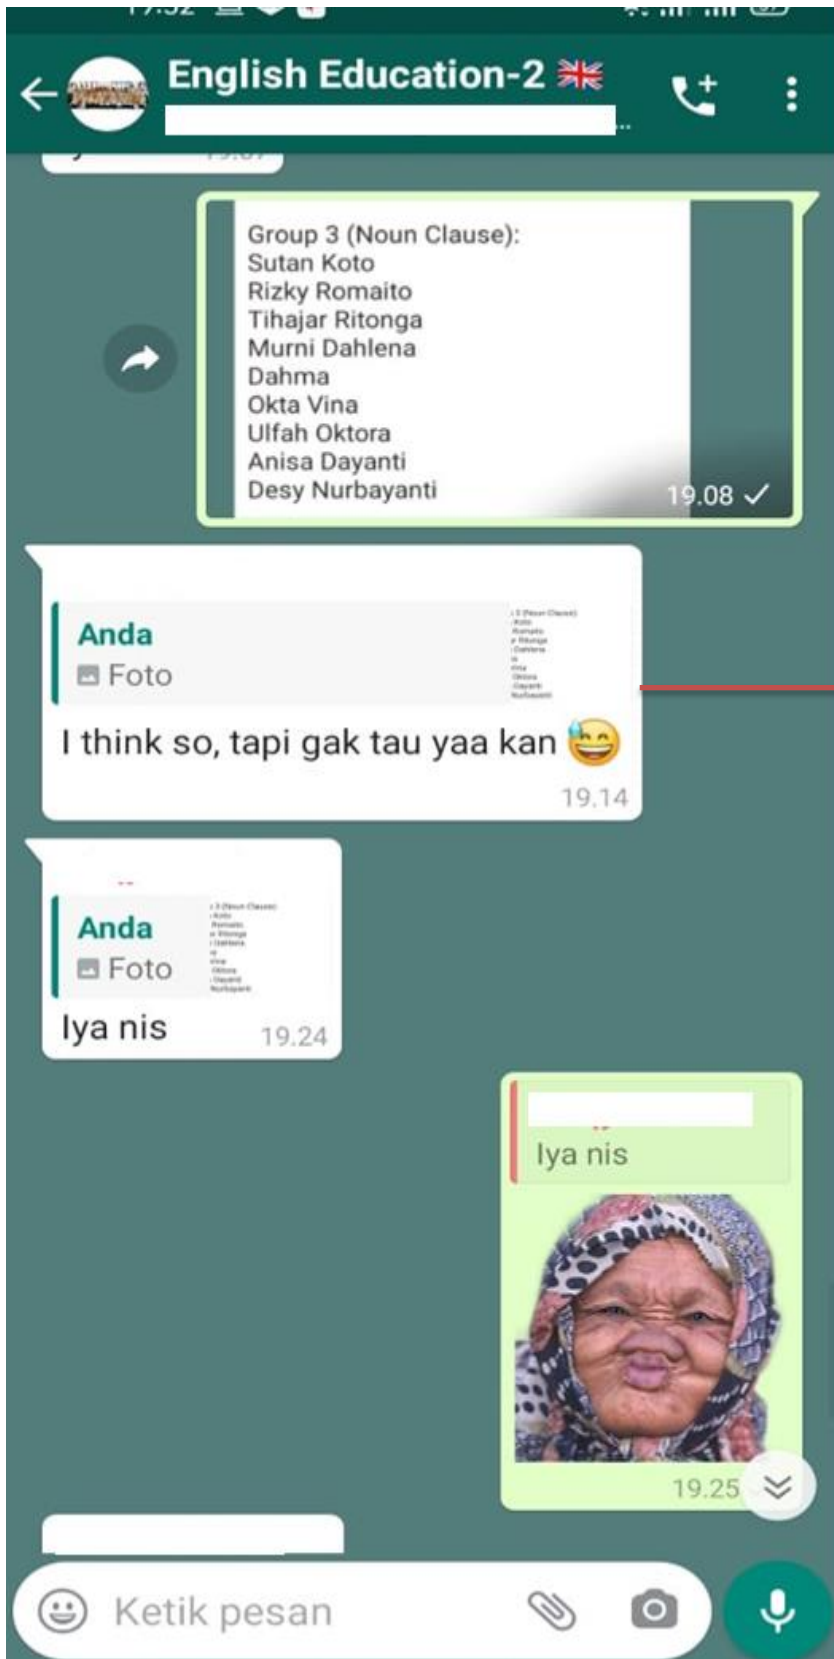 English Education-2
Group 3 (Noun Clause):
Sutan Koto
Rizky Romaito
Tihajar Ritonga
Murni Dahlena
Dahma
Okta Vina
Ulfah Oktora
Anisa Dayanti
Desy Nurbayanti
19.08
Anda
Foto
I think so, tapi gak tau yaa kan
19.14
Anda
Foto
Iya nis
19.24
Iya nis
19.25
Ketik pesan